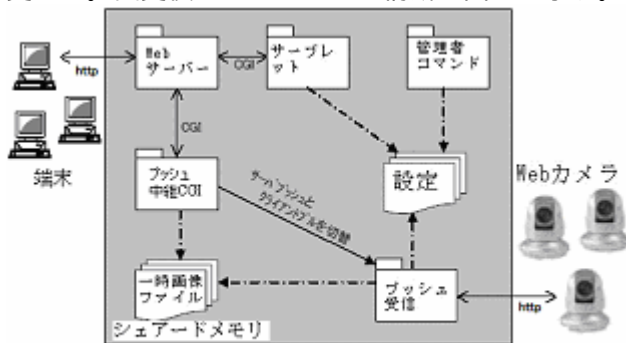 http
Web
サーバー
CGI
サーブレ
ット
管理者
コマンド
CGI
端末
プッシュ
中継CGI
サーバプッシュと
クライアントプルを切替
設定
Webカメラ
一時画像
ファイル
プッシュ
受信
http
シェアードメモリ